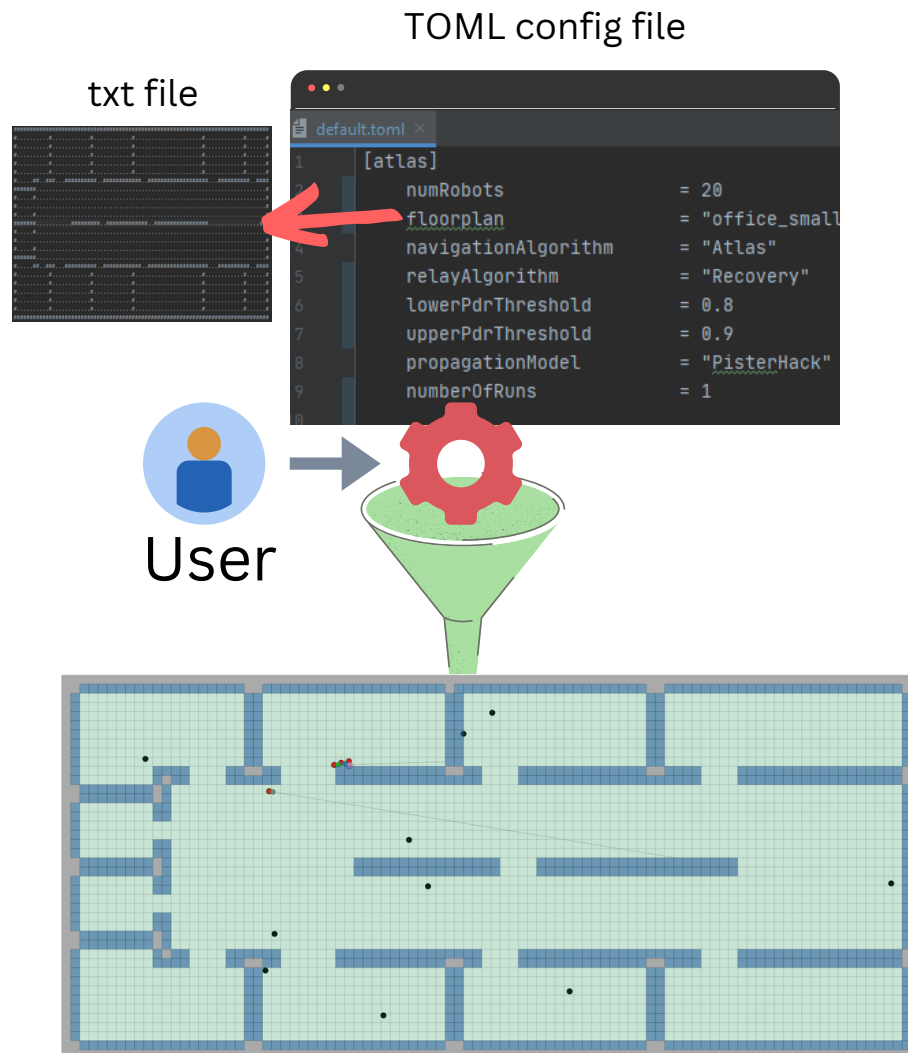 TOML config file
txt file
default.toml
1 [atlas]
numRobots = 20
floorplan = "office_small
4 navigationAlgorithm = "Atlas"
5 relayAlgorithm = "Recovery"
6 lowerPdrThreshold = 0.8
7 upperPdrThreshold = 0.9
8 propagationModel = "PisterHack"
9 numberOfRuns = 1
10
User